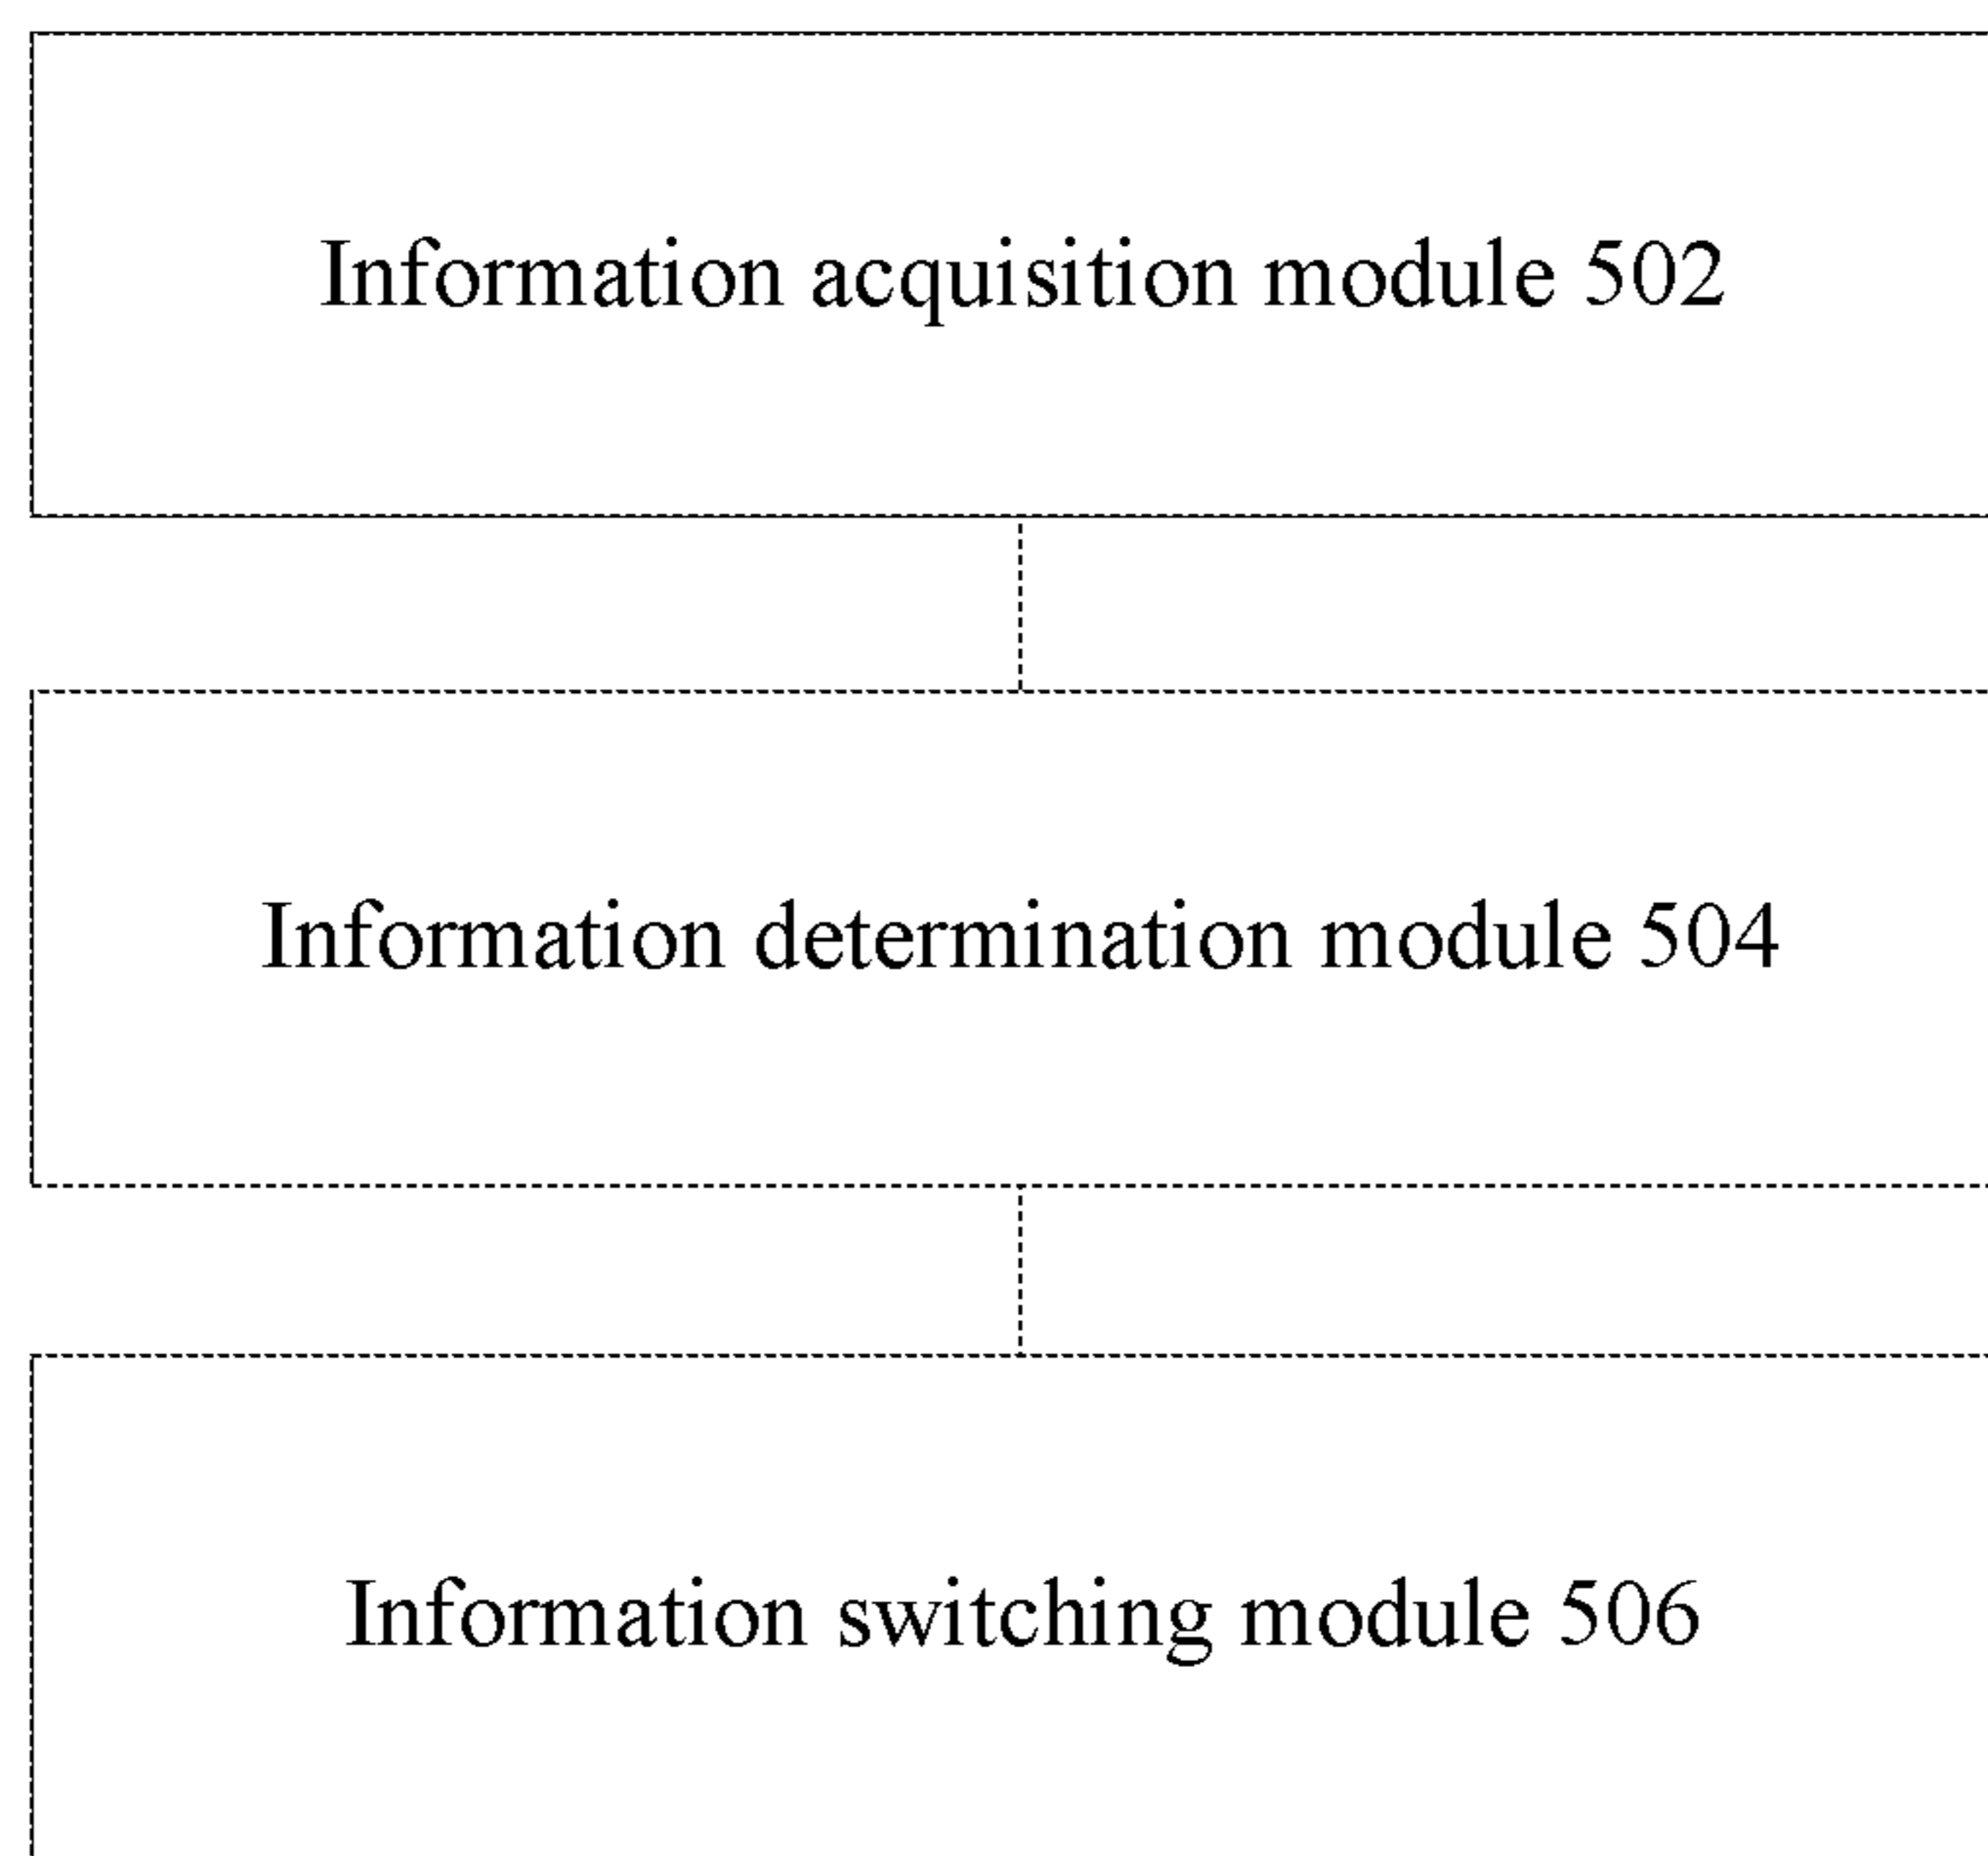 Information acquisition module 502
Information determination module 504
Information switching module 506